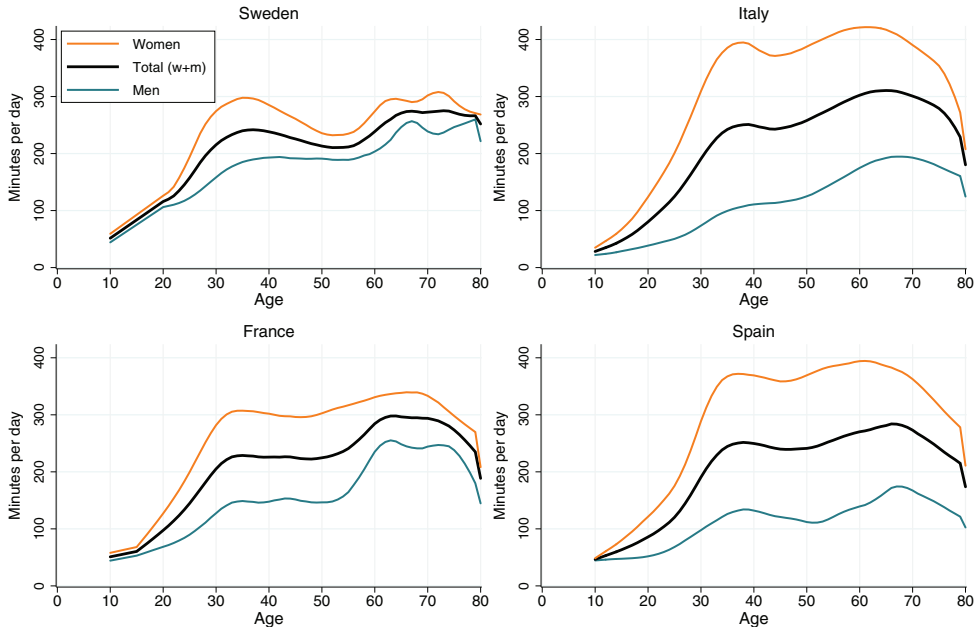 Sweden
Women
Total (w+m)
Men
Minutes per day
0 100 200 300 400
0 10 20 30 40 50 60 70 80
Age
Italy
Minutes per day
0 100 200 300 400
0 10 20 30 40 50 60 70 80
Age
France
Minutes per day
0 100 200 300 400
0 10 20 30 40 50 60 70 80
Age
Spain
Minutes per day
0 100 200 300 400
0 10 20 30 40 50 60 70 80
Age